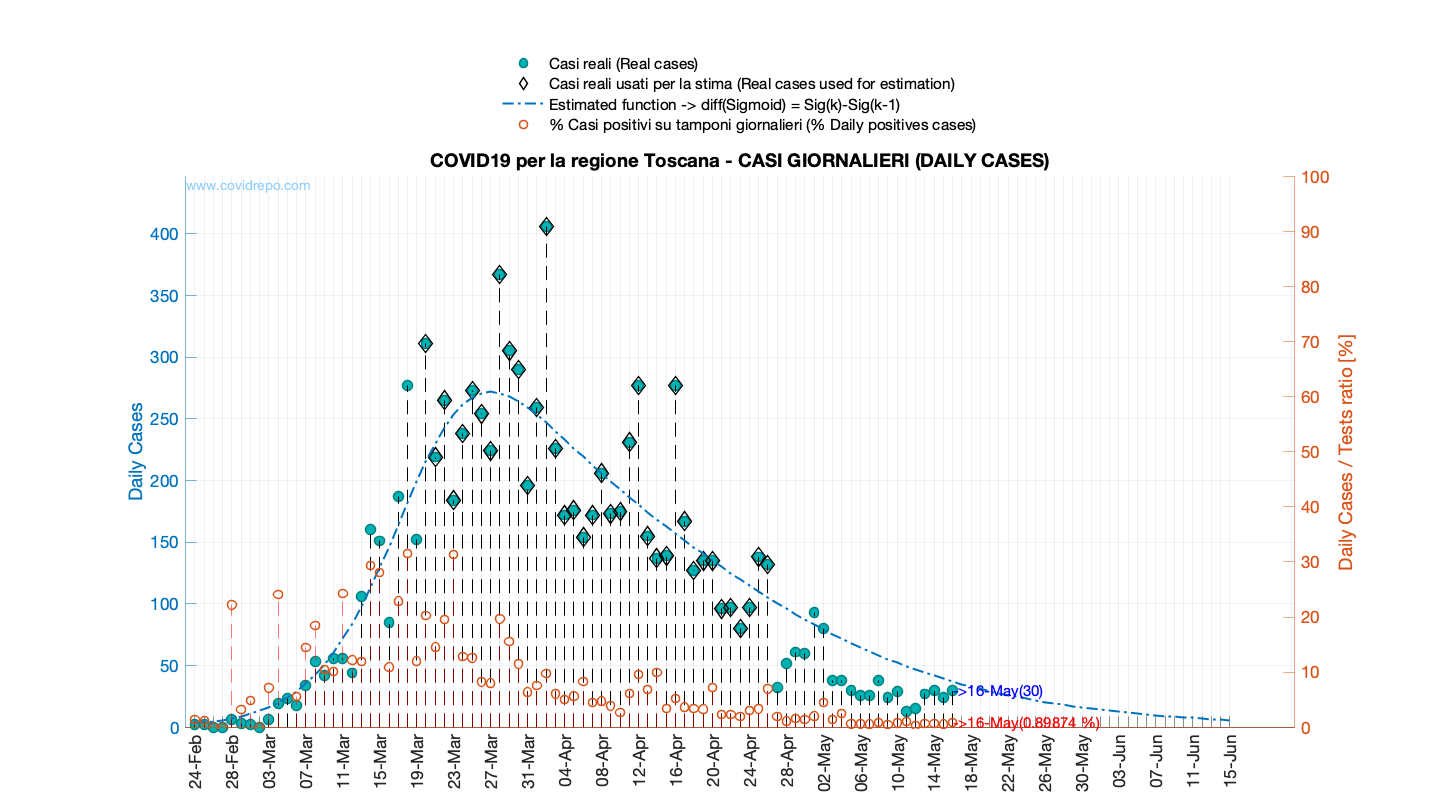 Casi reali (Real cases)
Casi reali usati per la stima (Real cases used for estimation)
Estimated function -> diff(Sigmoid) = Sig(k)-Sig(k-1)
% Casi positivi su tamponi giornalieri (% Daily positives cases)
COVID19 per la regione Toscana - CASI GIORNALIERI (DAILY CASES)
www.covidrepo.com
Daily Cases
400
350
300
250
200
150
100
50
0
100
90
80
70
60
50
40
30
20
10
0
Daily Cases / Tests ratio [%]
->16-May(30)
->16-May(0.89874 %)
24-Feb
28-Feb
03-Mar
07-Mar
11-Mar
15-Mar
19-Mar
23-Mar
27-Mar
31-Mar
04-Apr
08-Apr
12-Apr
16-Apr
20-Apr
24-Apr
28-Apr
02-May
06-May
10-May
14-May
18-May
22-May
26-May
30-May
03-Jun
07-Jun
11-Jun
15-Jun